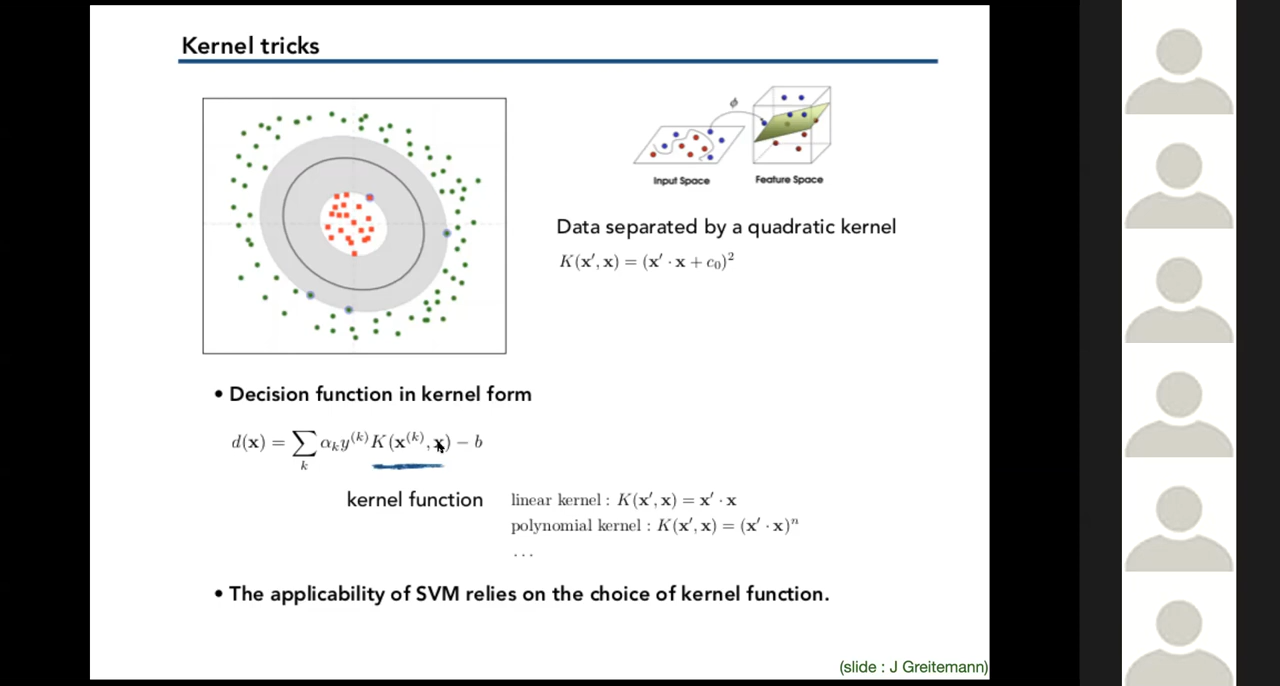 Kernel tricks
ϕ
Input Space
Feature Space
Data separated by a quadratic kernel
K(x′, x) = (x′ · x + c₀)²
• Decision function in kernel form
d(x) = ∑ₖ αₖy⁽ᵏ⁾K(x⁽ᵏ⁾, x) − b
kernel function
linear kernel : K(x′, x) = x′ · x
polynomial kernel : K(x′, x) = (x′ · x)ⁿ
...
• The applicability of SVM relies on the choice of kernel function.
(slide : J Greitemann)